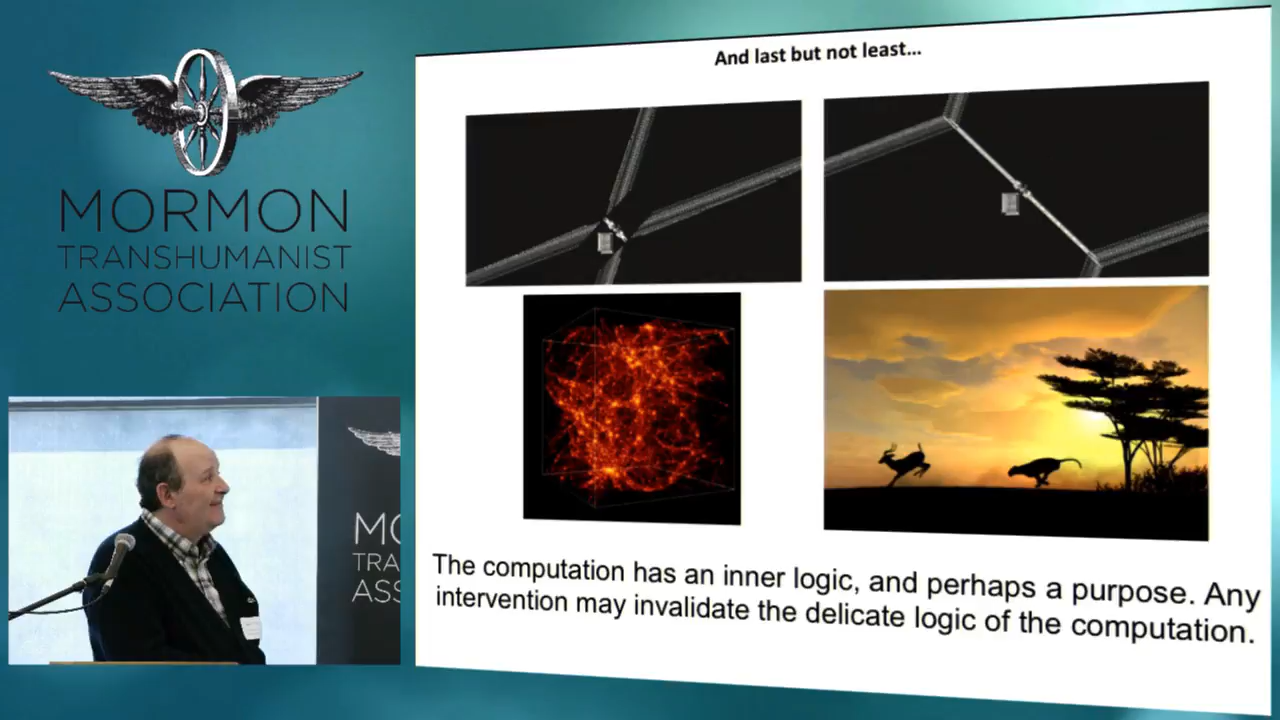 MORMON
TRANSHUMANIST
ASSOCIATION
And last but not least...
The computation has an inner logic, and perhaps a purpose. Any
intervention may invalidate the delicate logic of the computation.
MO
TRA
ASS